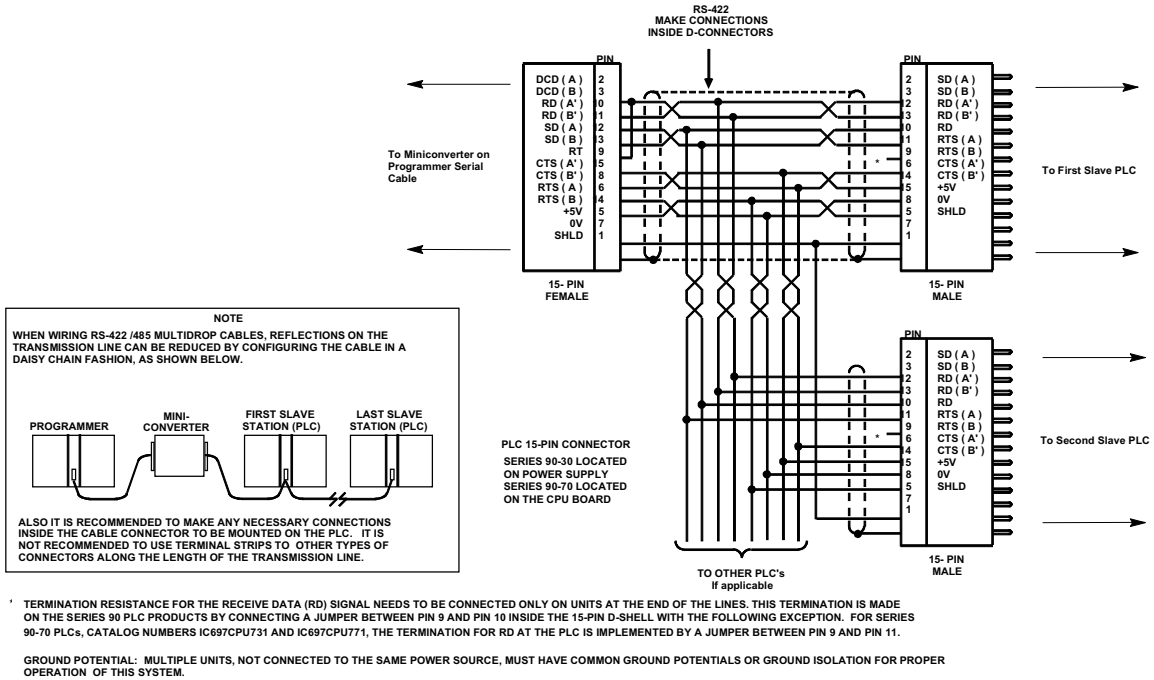 RS-422
MAKE CONNECTIONS
INSIDE D-CONNECTORS
PIN
DCD ( A ) 2
DCD ( B ) 3
RD ( A' ) 10
RD ( B' ) 11
SD ( A ) 12
SD ( B ) 13
RT 9
CTS ( A' ) 15
CTS ( B' ) 8
RTS ( A ) 6
RTS ( B ) 14
+5V 5
0V 7
SHLD 1
15- PIN
FEMALE
To Miniconverter on
Programmer Serial
Cable
PIN
2 SD ( A )
3 SD ( B )
12 RD ( A' )
13 RD ( B' )
10 RD
11 RTS ( A )
9 RTS ( B )
* 6 CTS ( A' )
14 CTS ( B' )
15 +5V
8 0V
5 SHLD
7
1
15- PIN
MALE
To First Slave PLC
PIN
2 SD ( A )
3 SD ( B )
12 RD ( A' )
13 RD ( B' )
10 RD
11 RTS ( A )
9 RTS ( B )
* 6 CTS ( A' )
14 CTS ( B' )
15 +5V
8 0V
5 SHLD
7
1
15- PIN
MALE
To Second Slave PLC
PLC 15-PIN CONNECTOR
SERIES 90-30 LOCATED
ON POWER SUPPLY
SERIES 90-70 LOCATED
ON THE CPU BOARD
TO OTHER PLC's
If applicable
NOTE
WHEN WIRING RS-422 /485 MULTIDROP CABLES, REFLECTIONS ON THE
TRANSMISSION LINE CAN BE REDUCED BY CONFIGURING THE CABLE IN A
DAISY CHAIN FASHION, AS SHOWN BELOW.
PROGRAMMER
MINI-
CONVERTER
FIRST SLAVE
STATION (PLC)
LAST SLAVE
STATION (PLC)
ALSO IT IS RECOMMENDED TO MAKE ANY NECESSARY CONNECTIONS
INSIDE THE CABLE CONNECTOR TO BE MOUNTED ON THE PLC. IT IS
NOT RECOMMENDED TO USE TERMINAL STRIPS TO OTHER TYPES OF
CONNECTORS ALONG THE LENGTH OF THE TRANSMISSION LINE.
' TERMINATION RESISTANCE FOR THE RECEIVE DATA (RD) SIGNAL NEEDS TO BE CONNECTED ONLY ON UNITS AT THE END OF THE LINES. THIS TERMINATION IS MADE
ON THE SERIES 90 PLC PRODUCTS BY CONNECTING A JUMPER BETWEEN PIN 9 AND PIN 10 INSIDE THE 15-PIN D-SHELL WITH THE FOLLOWING EXCEPTION. FOR SERIES
90-70 PLCs, CATALOG NUMBERS IC697CPU731 AND IC697CPU771, THE TERMINATION FOR RD AT THE PLC IS IMPLEMENTED BY A JUMPER BETWEEN PIN 9 AND PIN 11.
GROUND POTENTIAL: MULTIPLE UNITS, NOT CONNECTED TO THE SAME POWER SOURCE, MUST HAVE COMMON GROUND POTENTIALS OR GROUND ISOLATION FOR PROPER
OPERATION OF THIS SYSTEM.